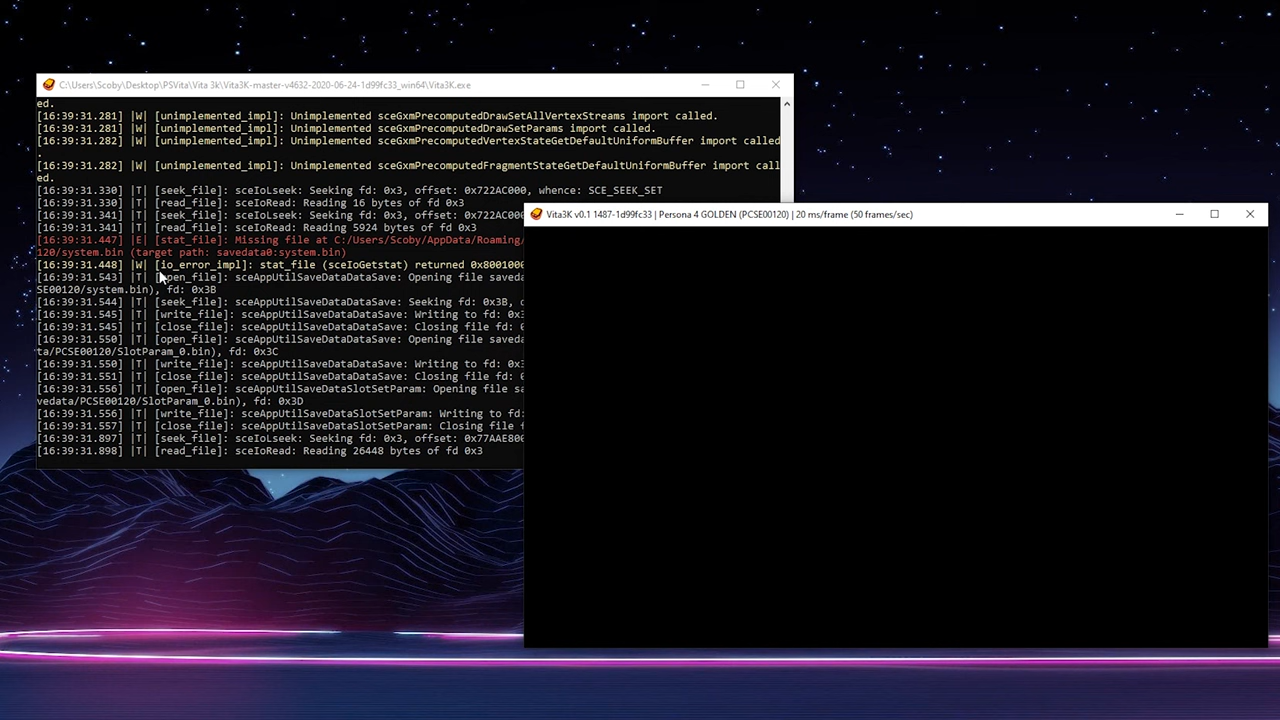 C:\Users\Scoby\Desktop\PSVita\Vita 3k\Vita3K-master-v4632-2020-06-24-1d99fc33_win64\Vita3K.exe
ed.
[16:39:31.281] |W| [unimplemented_impl]: Unimplemented sceGxmPrecomputedDrawSetAllVertexStreams import called.
[16:39:31.281] |W| [unimplemented_impl]: Unimplemented sceGxmPrecomputedDrawSetParams import called.
[16:39:31.282] |W| [unimplemented_impl]: Unimplemented sceGxmPrecomputedVertexStateGetDefaultUniformBuffer import called
.
[16:39:31.282] |W| [unimplemented_impl]: Unimplemented sceGxmPrecomputedFragmentStateGetDefaultUniformBuffer import call
ed.
[16:39:31.330] |T| [seek_file]: sceIoLseek: Seeking fd: 0x3, offset: 0x722AC000, whence: SCE_SEEK_SET
[16:39:31.330] |T| [read_file]: sceIoRead: Reading 16 bytes of fd 0x3
[16:39:31.341] |T| [seek_file]: sceIoLseek: Seeking fd: 0x3, offset: 0x722AC00
[16:39:31.341] |T| [read_file]: sceIoRead: Reading 5924 bytes of fd 0x3
[16:39:31.447] |E| [stat_file]: Missing file at C:/Users/Scoby/AppData/Roaming/
120/system.bin (target path: savedata0:system.bin)
[16:39:31.448] |W| [io_error_impl]: stat_file (sceIoGetstat) returned 0x8001000
[16:39:31.543] |T| [open_file]: sceAppUtilSaveDataDataSave: Opening file saveda
SE00120/system.bin), fd: 0x3B
[16:39:31.544] |T| [seek_file]: sceAppUtilSaveDataDataSave: Seeking fd: 0x3B, o
[16:39:31.545] |T| [write_file]: sceAppUtilSaveDataDataSave: Writing to fd: 0x3
[16:39:31.545] |T| [close_file]: sceAppUtilSaveDataDataSave: Closing file fd: 0
[16:39:31.550] |T| [open_file]: sceAppUtilSaveDataDataSave: Opening file saveda
ta/PCSE00120/SlotParam_0.bin), fd: 0x3C
[16:39:31.550] |T| [write_file]: sceAppUtilSaveDataDataSave: Writing to fd: 0x3
[16:39:31.551] |T| [close_file]: sceAppUtilSaveDataDataSave: Closing file fd: 0
[16:39:31.556] |T| [open_file]: sceAppUtilSaveDataSlotSetParam: Opening file sa
vedata/PCSE00120/SlotParam_0.bin), fd: 0x3D
[16:39:31.556] |T| [write_file]: sceAppUtilSaveDataSlotSetParam: Writing to fd:
[16:39:31.557] |T| [close_file]: sceAppUtilSaveDataSlotSetParam: Closing file f
[16:39:31.897] |T| [seek_file]: sceIoLseek: Seeking fd: 0x3, offset: 0x77AAE800
[16:39:31.898] |T| [read_file]: sceIoRead: Reading 26448 bytes of fd 0x3
Vita3K v0.1 1487-1d99fc33 | Persona 4 GOLDEN (PCSE00120) | 20 ms/frame (50 frames/sec)